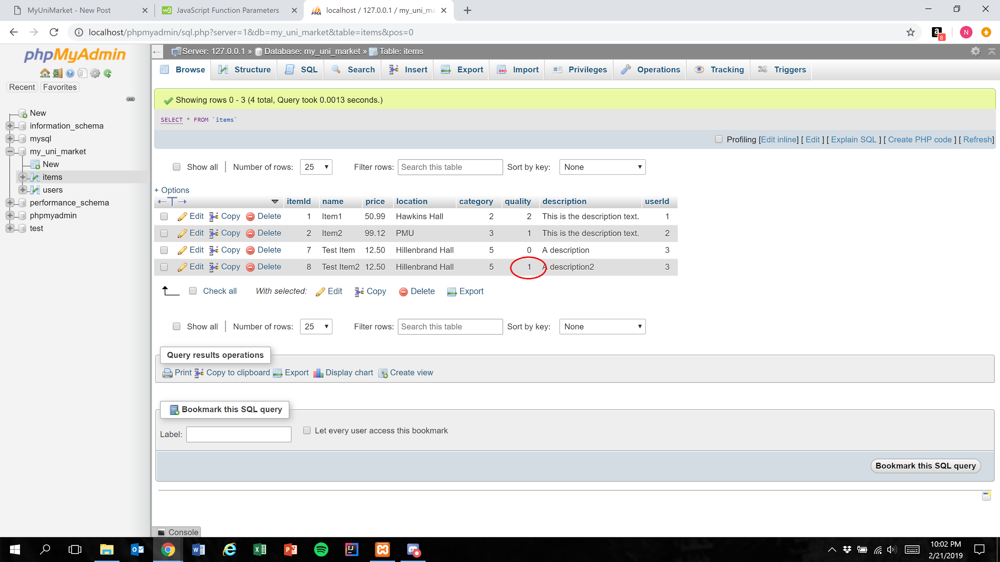 MyUniMarket - New Post
JavaScript Function Parameters
localhost / 127.0.0.1 / my_uni_ma
localhost/phpmyadmin/sql.php?server=1&db=my_uni_market&table=items&pos=0
8
N
phpMyAdmin
Recent Favorites
New
information_schema
mysql
my_uni_market
New
items
users
performance_schema
phpmyadmin
test
Server: 127.0.0.1 » Database: my_uni_market » Table: items
Browse Structure SQL Search Insert Export Import Privileges Operations Tracking Triggers
Showing rows 0 - 3 (4 total, Query took 0.0013 seconds.)
SELECT * FROM `items`
Profiling [Edit inline] [ Edit ] [ Explain SQL ] [ Create PHP code ] [ Refresh]
Show all | Number of rows: 25 Filter rows: Search this table Sort by key: None
+ Options
itemId name price location category quality description userId
Edit Copy Delete 1 Item1 50.99 Hawkins Hall 2 2 This is the description text. 1
Edit Copy Delete 2 Item2 99.12 PMU 3 1 This is the description text. 2
Edit Copy Delete 7 Test Item 12.50 Hillenbrand Hall 5 0 A description 3
Edit Copy Delete 8 Test Item2 12.50 Hillenbrand Hall 5 1 A description2 3
Check all With selected: Edit Copy Delete Export
Show all | Number of rows: 25 Filter rows: Search this table Sort by key: None
Query results operations
Print Copy to clipboard Export Display chart Create view
Bookmark this SQL query
Label: Let every user access this bookmark
Bookmark this SQL query
Console
10:02 PM
2/21/2019